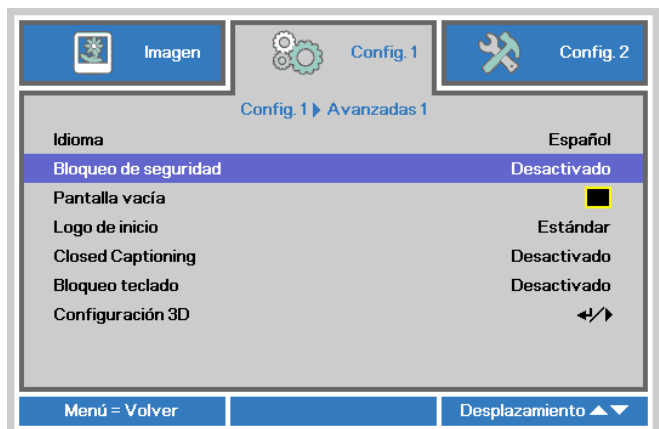 Imagen Config. 1 Config. 2
Config. 1 Avanzadas 1
Idioma Español
Bloqueo de seguridad Desactivado
Pantalla vacía
Logo de inicio Estándar
Closed Captioning Desactivado
Bloqueo teclado Desactivado
Configuración 3D
Menú = Volver Desplazamiento